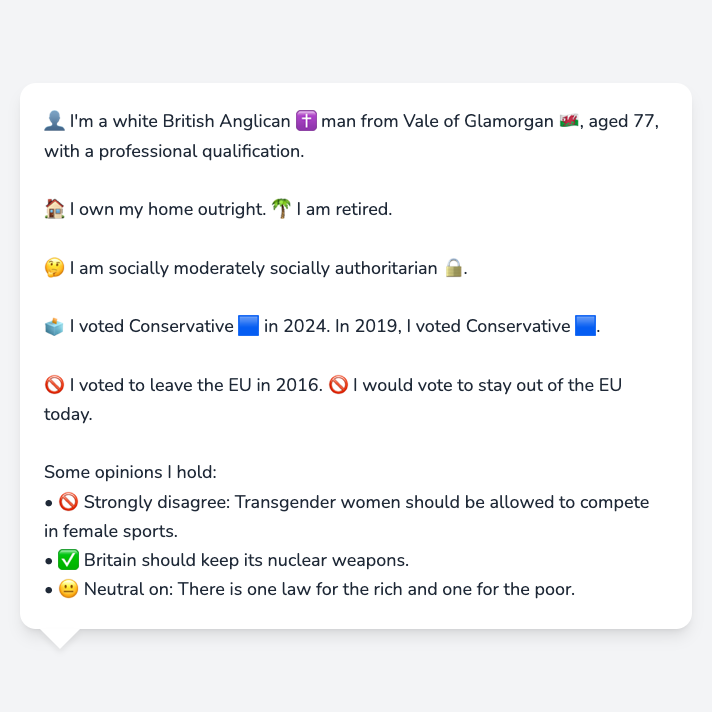 👤 I'm a white British Anglican ✝️ man from Vale of Glamorgan 🏴󠁧󠁢󠁷󠁬󠁳󠁿, aged 77,
with a professional qualification.
🏠 I own my home outright. 🌴 I am retired.
🤔 I am socially moderately socially authoritarian 🔒.
🗳️ I voted Conservative 🟦 in 2024. In 2019, I voted Conservative 🟦.
🚫 I voted to leave the EU in 2016. 🚫 I would vote to stay out of the EU
today.
Some opinions I hold:
• 🚫 Strongly disagree: Transgender women should be allowed to compete
in female sports.
• ✅ Britain should keep its nuclear weapons.
• 😐 Neutral on: There is one law for the rich and one for the poor.